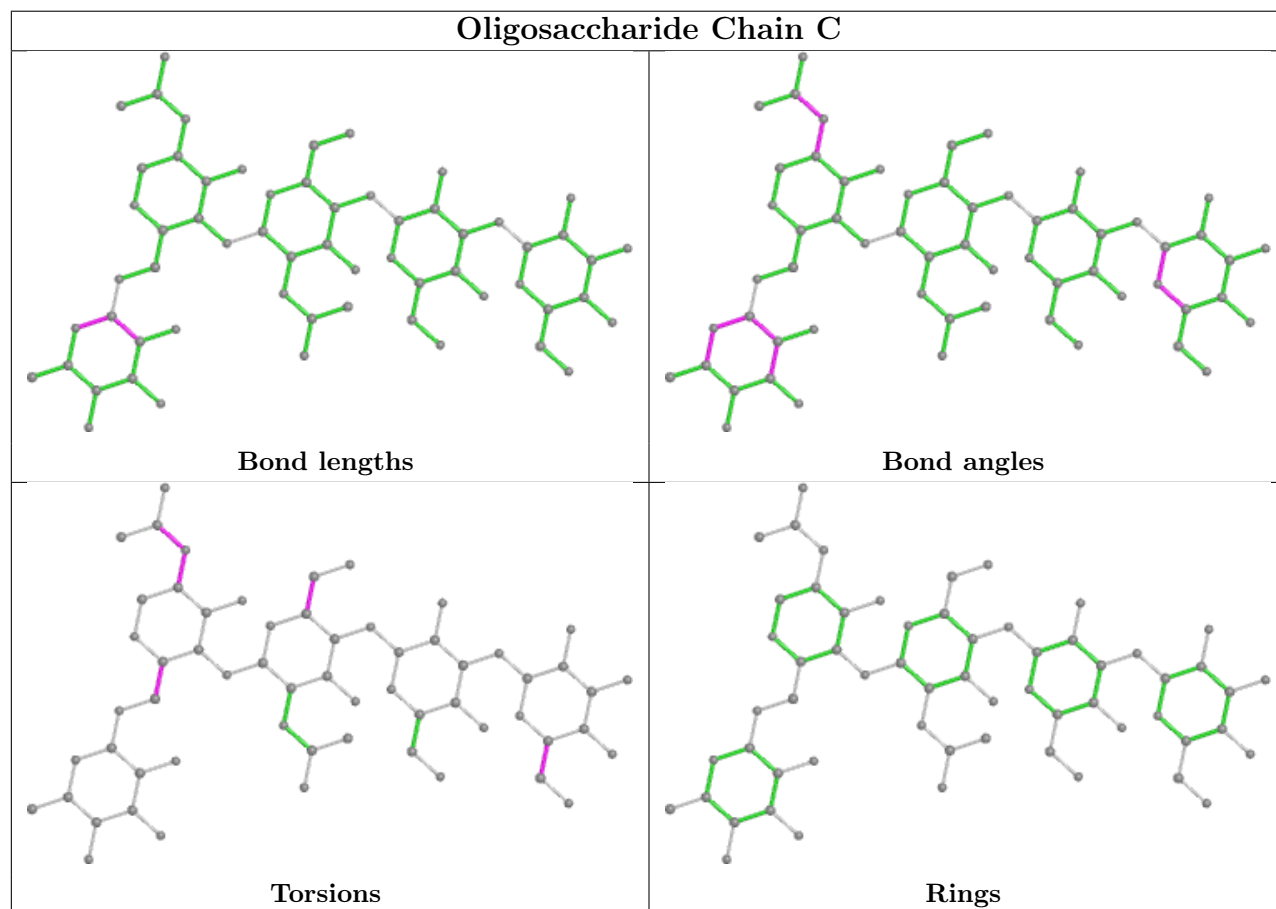 Oligosaccharide Chain C
Bond lengths
Bond angles
Torsions
Rings